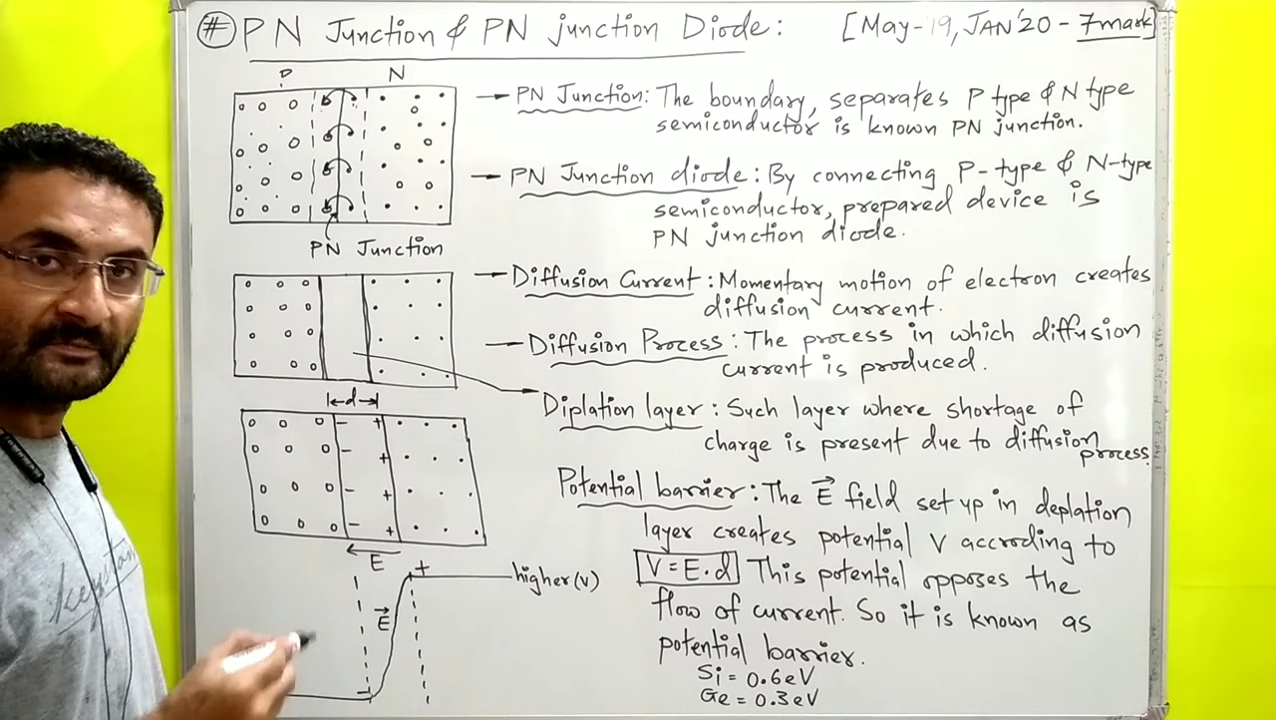 # PN Junction & PN junction Diode: [May-19, JAN'20 - 7mark]
P N
PN Junction
→ PN Junction: The boundary, separates P type & N type
semiconductor is known PN junction.
→ PN Junction diode: By connecting P-type & N-type
semiconductor, prepared device is
PN junction diode.
→ Diffusion Current: Momentary motion of electron creates
diffusion current.
→ Diffusion Process: The process in which diffusion
current is produced.
Diplation layer: Such layer where shortage of
charge is present due to diffusion
process.
Potential barrier: The E⃗ field set up in deplation
layer creates potential V according to
V = E.d This potential opposes the
flow of current. So it is known as
potential barrier.
Si = 0.6eV
Ge = 0.3eV
d
- +
- +
- +
- +
E
+
higher(v)
E⃗
-